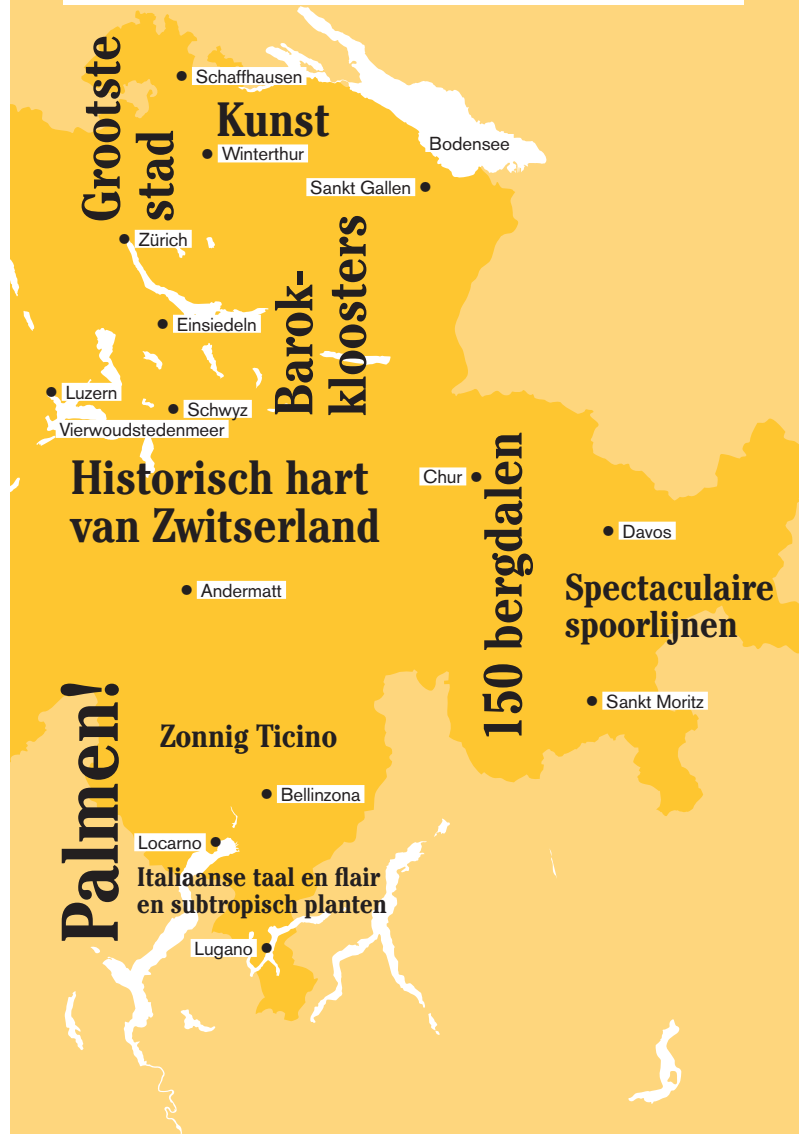 Schaffhausen
Grootste
stad
Kunst
Winterthur
Bodensee
Sankt Gallen
Zürich
Barok-
kloosters
Einsiedeln
Luzern
Schwyz
Vierwoudstedenmeer
Historisch hart
van Zwitserland
Chur
150 bergdalen
Davos
Spectaculaire
spoorlijnen
Andermatt
Sankt Moritz
Palmen!
Zonnig Ticino
Bellinzona
Locarno
Italiaanse taal en flair
en subtropisch planten
Lugano